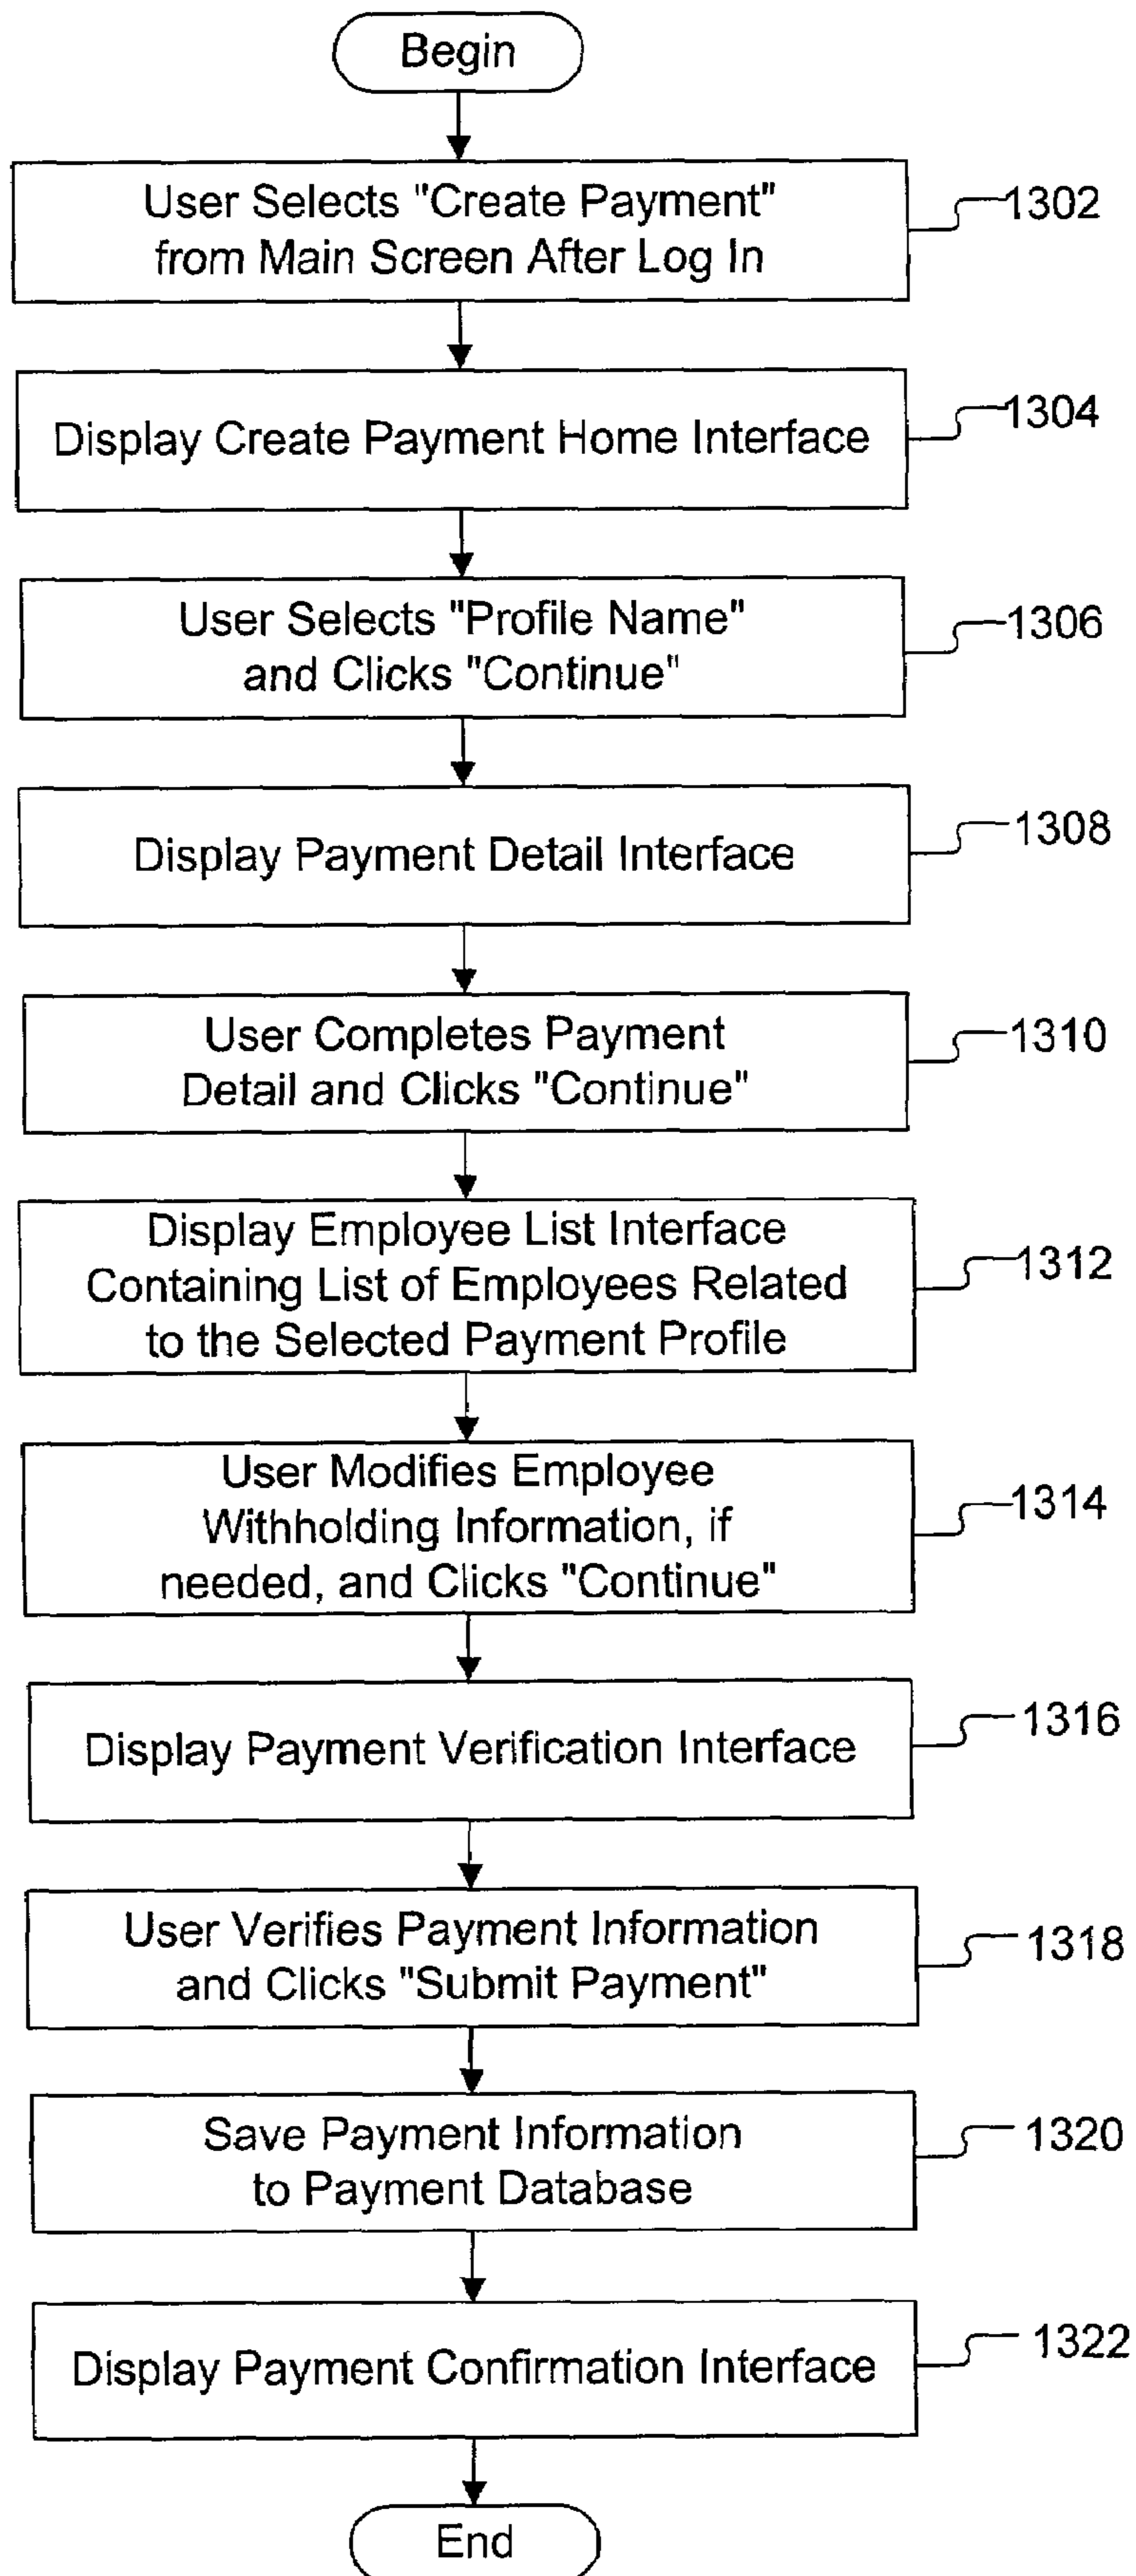 Begin
User Selects "Create Payment"
from Main Screen After Log In
1302
Display Create Payment Home Interface
1304
User Selects "Profile Name"
and Clicks "Continue"
1306
Display Payment Detail Interface
1308
User Completes Payment
Detail and Clicks "Continue"
1310
Display Employee List Interface
Containing List of Employees Related
to the Selected Payment Profile
1312
User Modifies Employee
Withholding Information, if
needed, and Clicks "Continue"
1314
Display Payment Verification Interface
1316
User Verifies Payment Information
and Clicks "Submit Payment"
1318
Save Payment Information
to Payment Database
1320
Display Payment Confirmation Interface
1322
End